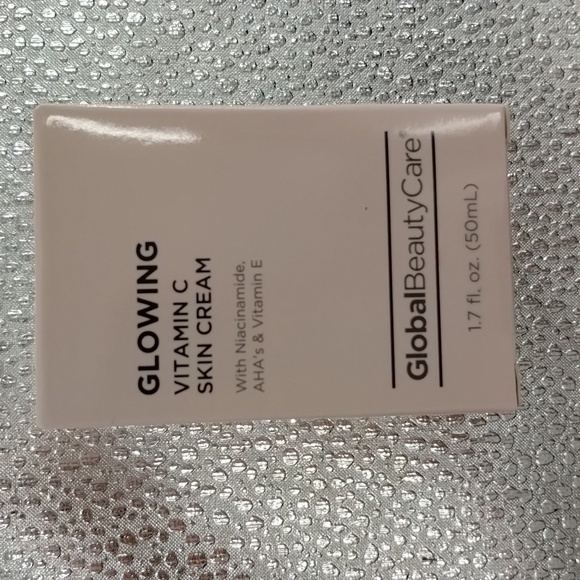 GLOWING
VITAMIN C
SKIN CREAM
With Niacinamide,
AHA's & Vitamin E
GlobalBeautyCare®
1.7 fl. oz. (50mL)